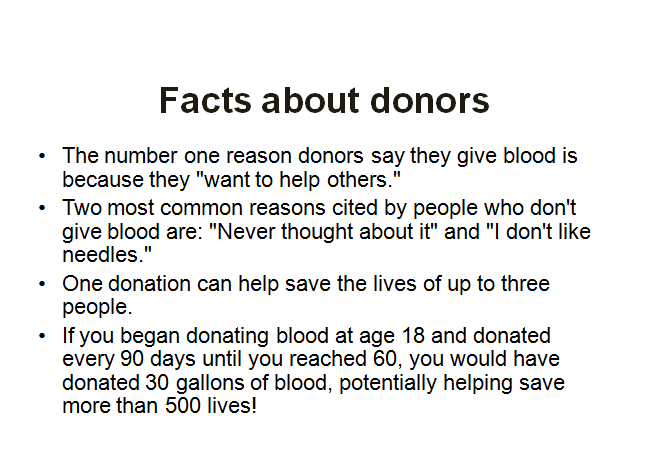 Facts about donors
• The number one reason donors say they give blood is
because they "want to help others."
• Two most common reasons cited by people who don't
give blood are: "Never thought about it" and "I don't like
needles."
• One donation can help save the lives of up to three
people.
• If you began donating blood at age 18 and donated
every 90 days until you reached 60, you would have
donated 30 gallons of blood, potentially helping save
more than 500 lives!